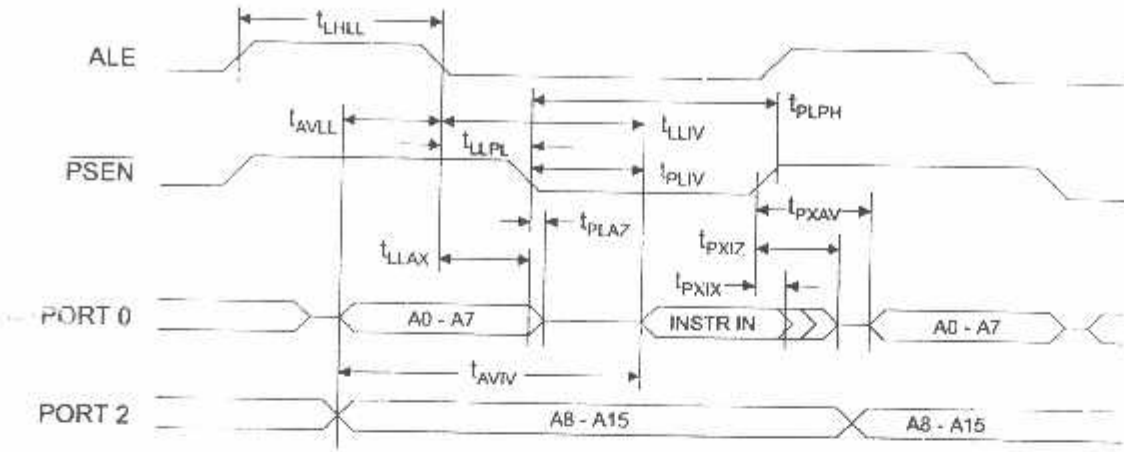 tLHLL
ALE
tPLPH
tAVLL
tLLIV
tLLPL
PSEN
tPLIV
tPXAV
tPLAZ
tLLAX
tPXIZ
tPXIX
PORT 0
A0 - A7
INSTR IN
A0 - A7
tAVIV
PORT 2
A8 - A15
A8 - A15